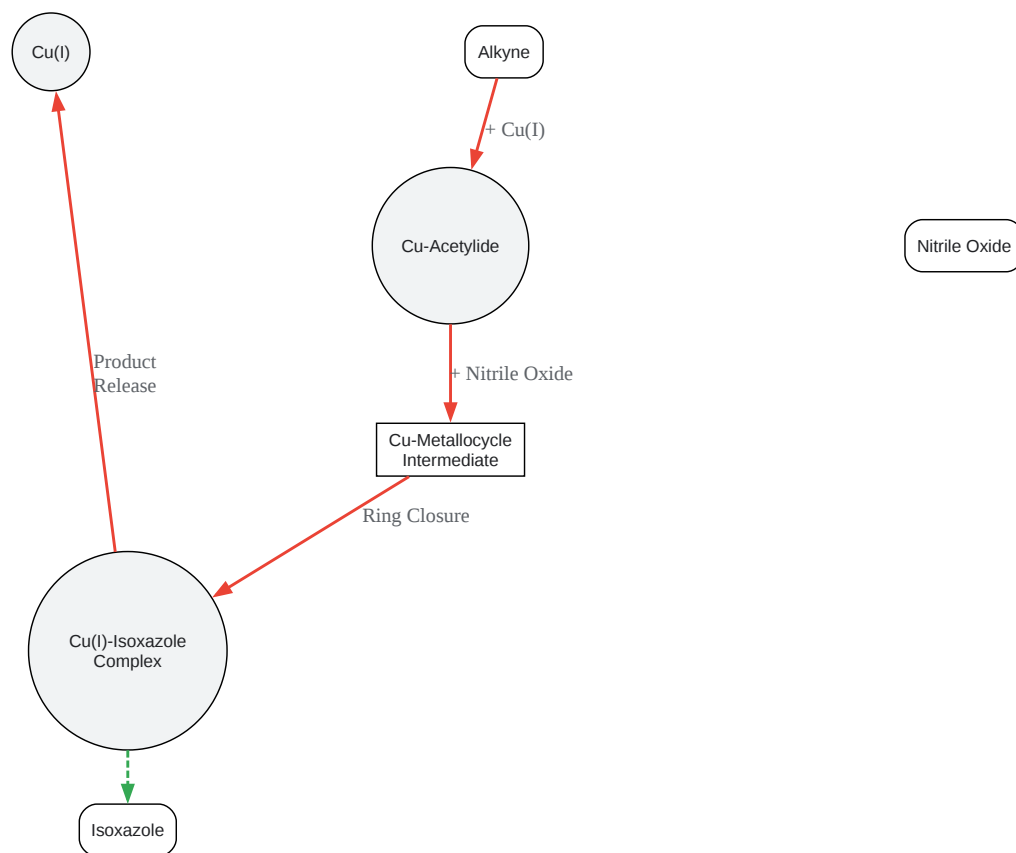 Cu(I)
Alkyne
+ Cu(I)
Cu-Acetylide
Nitrile Oxide
Product
Release
+ Nitrile Oxide
Cu-Metallocycle
Intermediate
Ring Closure
Cu(I)-Isoxazole
Complex
Isoxazole